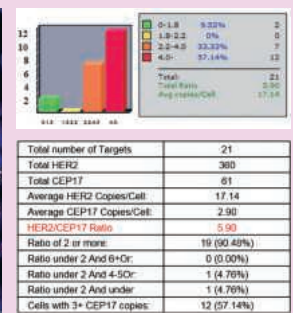 12
10
8
6
4
2
0-1.8 9.52% 2
1.8-2.2 0% 0
2.2-4.0 33.33% 7
4.0- 57.14% 12
Total: 21
Total Ratio 5.90
Avg copies/Cell 17.14
Total number of Targets 21
Total HER2 360
Total CEP17 61
Average HER2 Copies/Cell: 17.14
Average CEP17 Copies/Cell: 2.90
HER2/CEP17 Ratio 5.90
Ratio of 2 or more: 19 (90.48%)
Ratio under 2 And 6+Or: 0 (0.00%)
Ratio under 2 And 4-5Or: 1 (4.76%)
Ratio under 2 And under 1 (4.76%)
Cells with 3+ CEP17 copies: 12 (57.14%)